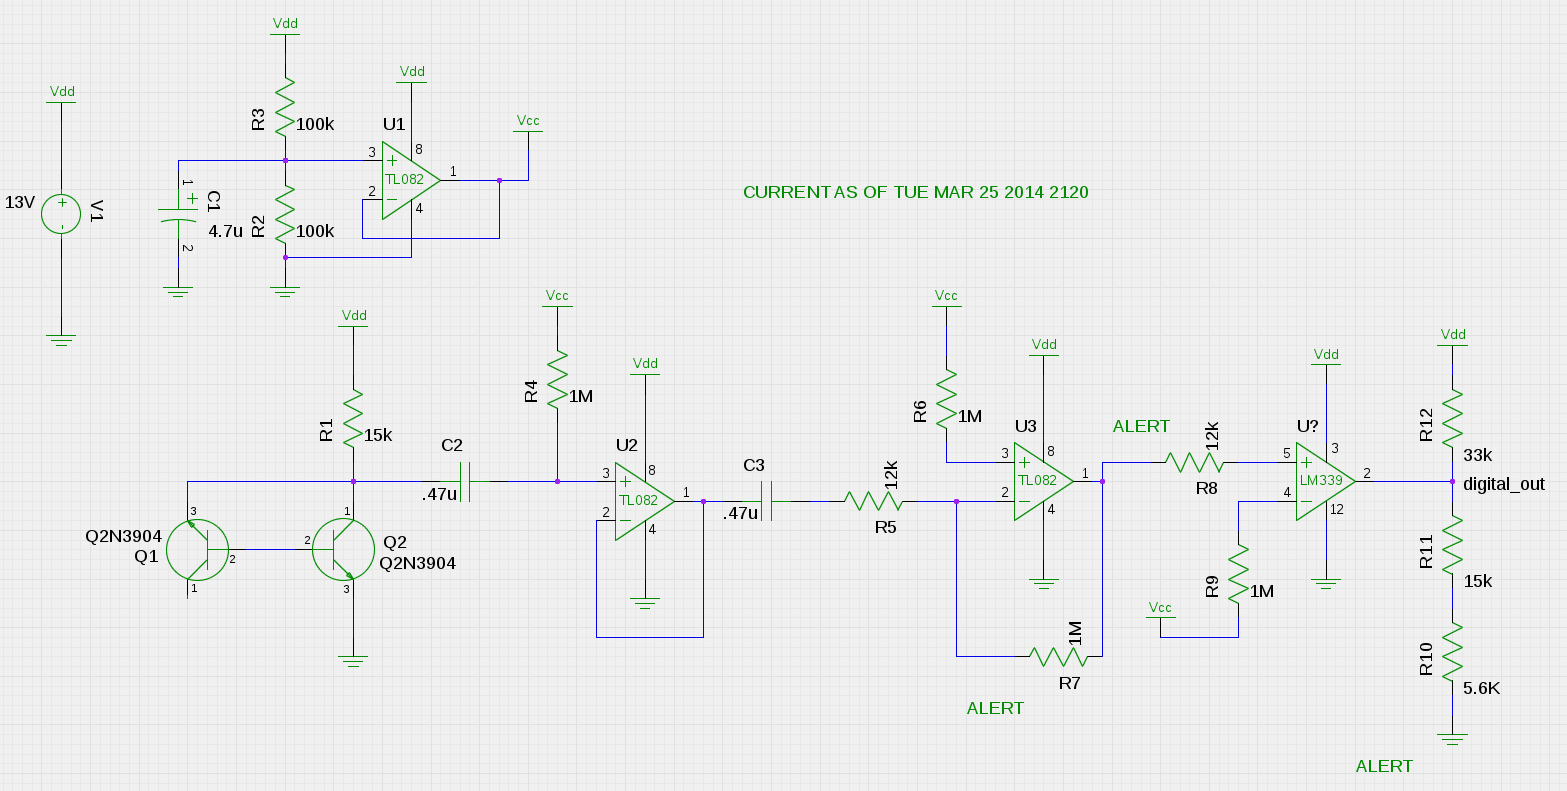 Vdd
13V
V1
Vdd
R3
100k
R2
100k
1
C1
4.7u
2
Vdd
U1
3
8
TL082
1
2
4
Vcc
CURRENT AS OF TUE MAR 25 2014 2120
Vdd
R1
15k
3
Q2N3904
Q1
2
1
1
2
Q2
Q2N3904
3
C2
.47u
Vcc
R4
1M
Vdd
U2
3
8
TL082
1
2
4
C3
.47u
12k
R5
Vcc
R6
1M
Vdd
U3
3
8
TL082
1
2
4
1M
R7
ALERT
ALERT
12k
R8
Vdd
U?
5
3
LM339
2
4
12
R9
1M
Vcc
Vdd
R12
33k
digital_out
R11
15k
R10
5.6K
ALERT